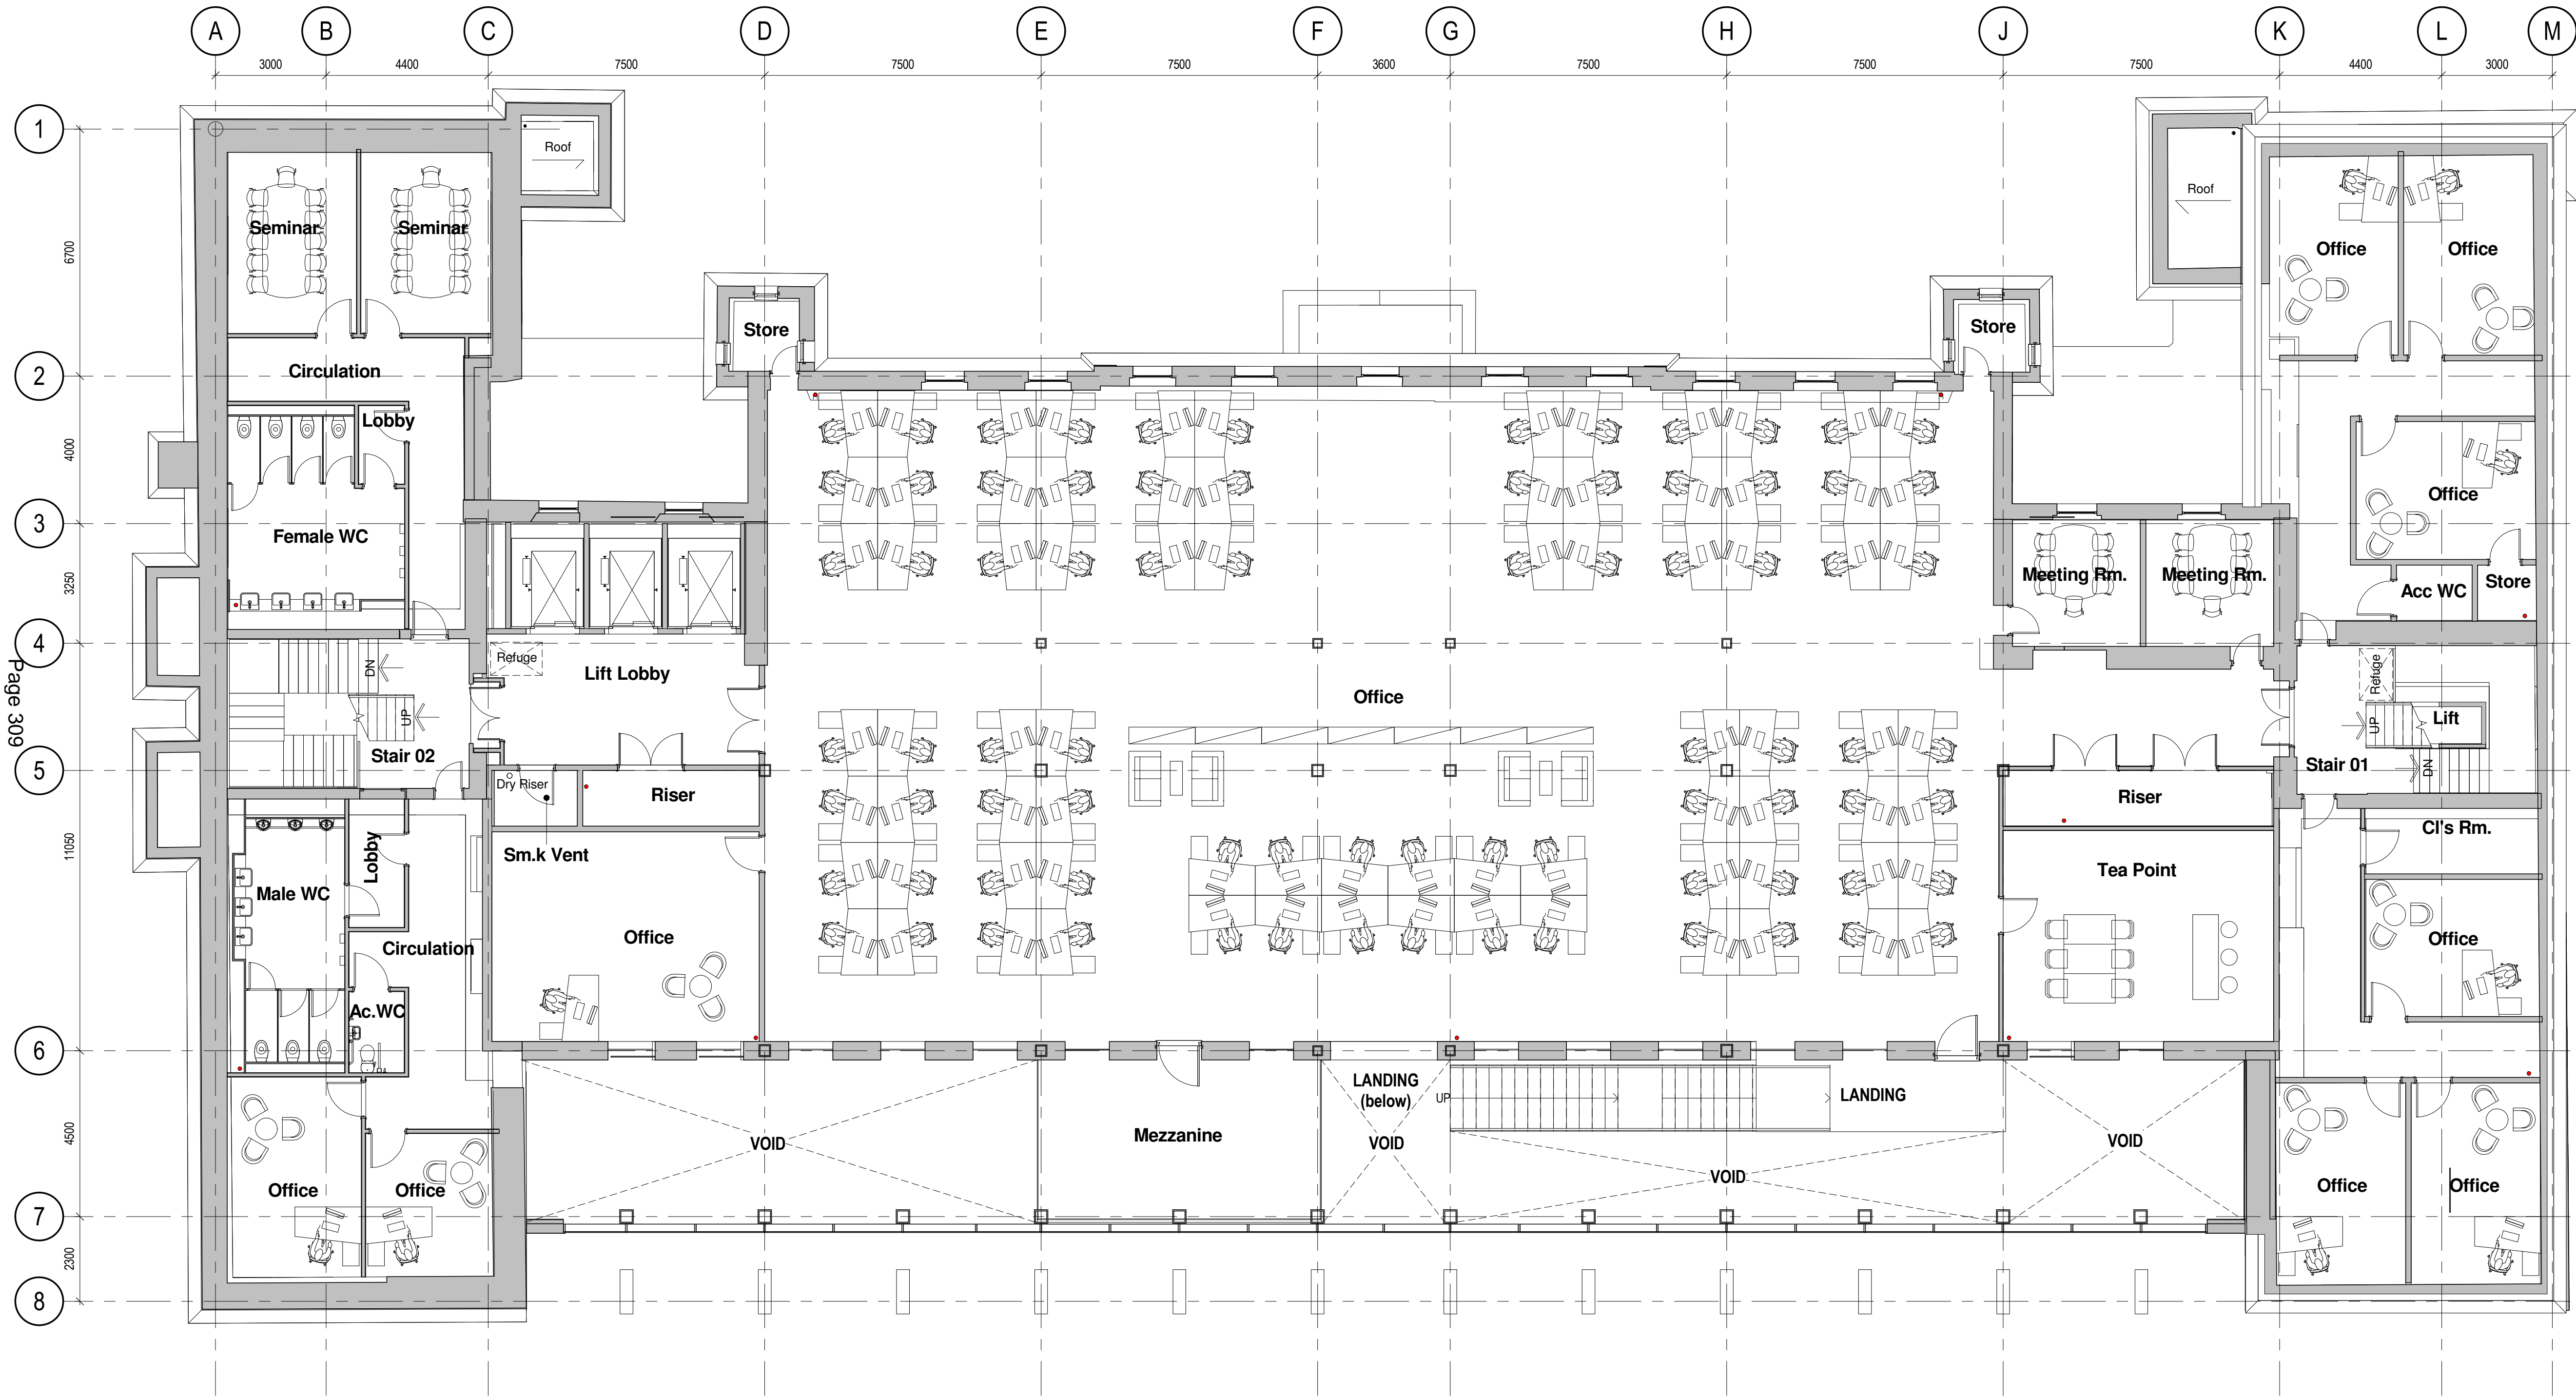 A B C D E F G H J K L M
3000 4400 7500 7500 7500 3600 7500 7500 7500 4400 3000
1
Roof
Roof
Seminar
Seminar
6700
Office
Office
Store
Store
Circulation
2
Lobby
4000
Office
3
Female WC
3250
Meeting Rm.
Meeting Rm.
Acc WC
Store
4
Refuge
Lift Lobby
Refuge
DN
Office
UP
UP
Lift
Stair 02
Stair 01
DN
5
Dry Riser
Riser
Riser
Page 309
11050
Sm.k Vent
Lobby
Cl's Rm.
Male WC
Tea Point
Office
Circulation
Office
Ac.WC
6
LANDING
(below)
UP
LANDING
4500
VOID
Mezzanine
VOID
VOID
VOID
Office
Office
Office
Office
7
2300
8